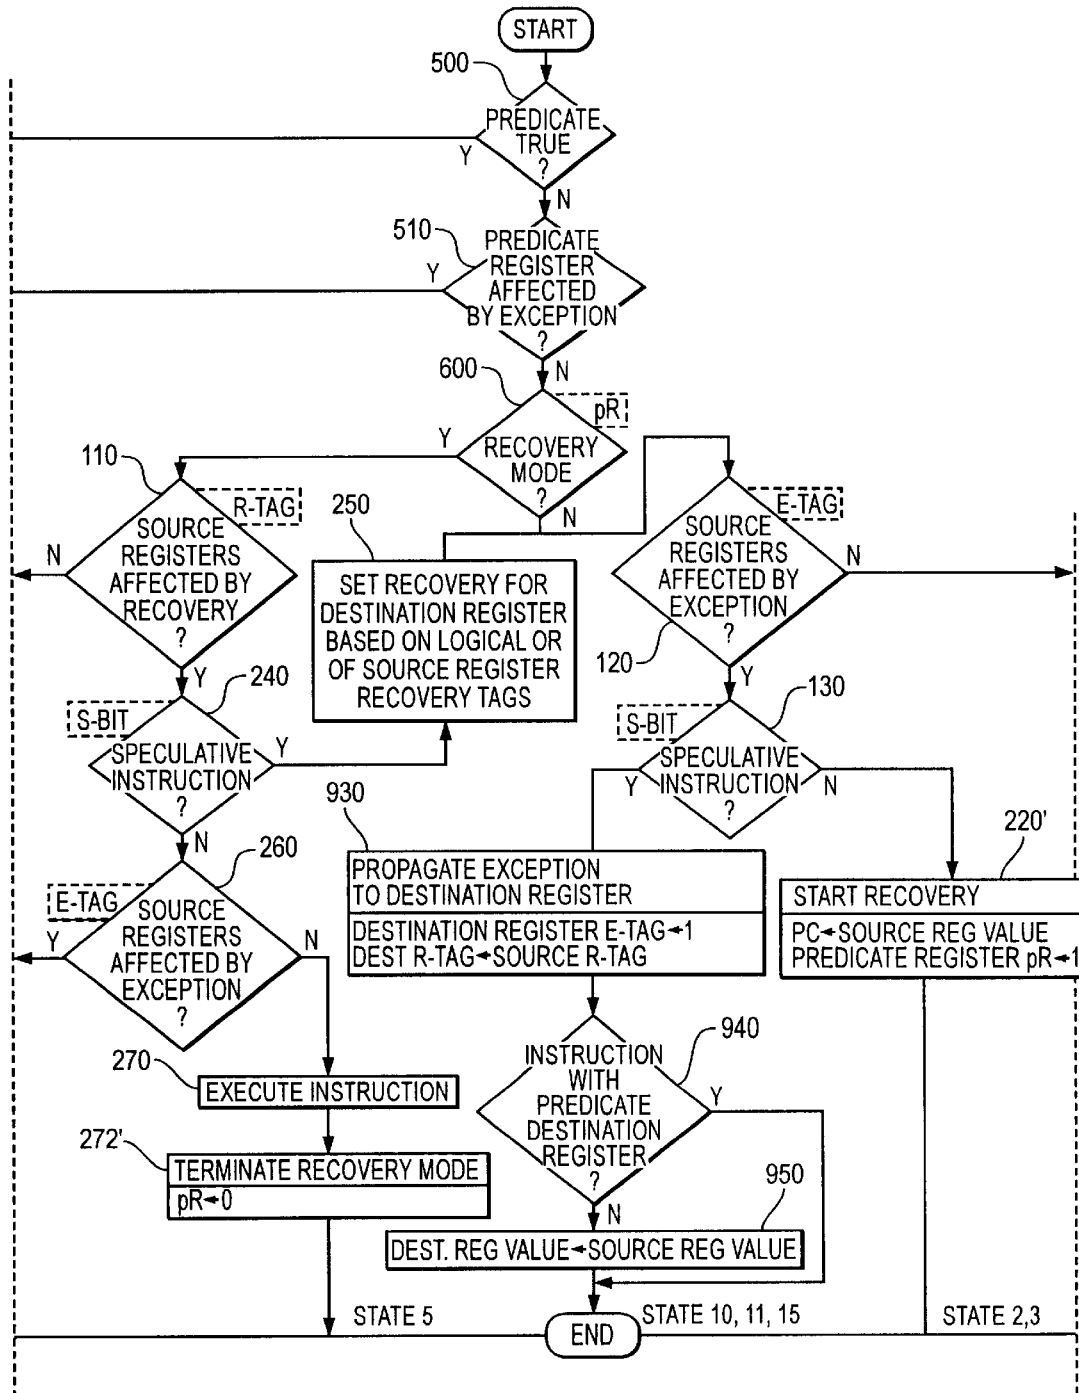 START
500
PREDICATE
TRUE
?
Y
N
510
PREDICATE
REGISTER
AFFECTED
BY EXCEPTION
?
Y
N
600
pR
RECOVERY
MODE
?
Y
N
110
R-TAG
SOURCE
REGISTERS
AFFECTED BY
RECOVERY
?
N
Y
250
SET RECOVERY FOR
DESTINATION REGISTER
BASED ON LOGICAL OR
OF SOURCE REGISTER
RECOVERY TAGS
E-TAG
SOURCE
REGISTERS
AFFECTED BY
EXCEPTION
?
120
N
Y
240
S-BIT
SPECULATIVE
INSTRUCTION
?
Y
N
130
S-BIT
SPECULATIVE
INSTRUCTION
?
Y
N
260
E-TAG
SOURCE
REGISTERS
AFFECTED BY
EXCEPTION
?
Y
N
930
PROPAGATE EXCEPTION
TO DESTINATION REGISTER
DESTINATION REGISTER E-TAG←1
DEST R-TAG←SOURCE R-TAG
220'
START RECOVERY
PC←SOURCE REG VALUE
PREDICATE REGISTER pR←1
270
EXECUTE INSTRUCTION
272'
TERMINATE RECOVERY MODE
pR←0
940
INSTRUCTION
WITH
PREDICATE
DESTINATION
REGISTER
?
Y
N
950
DEST. REG VALUE←SOURCE REG VALUE
STATE 5
END
STATE 10, 11, 15
STATE 2,3